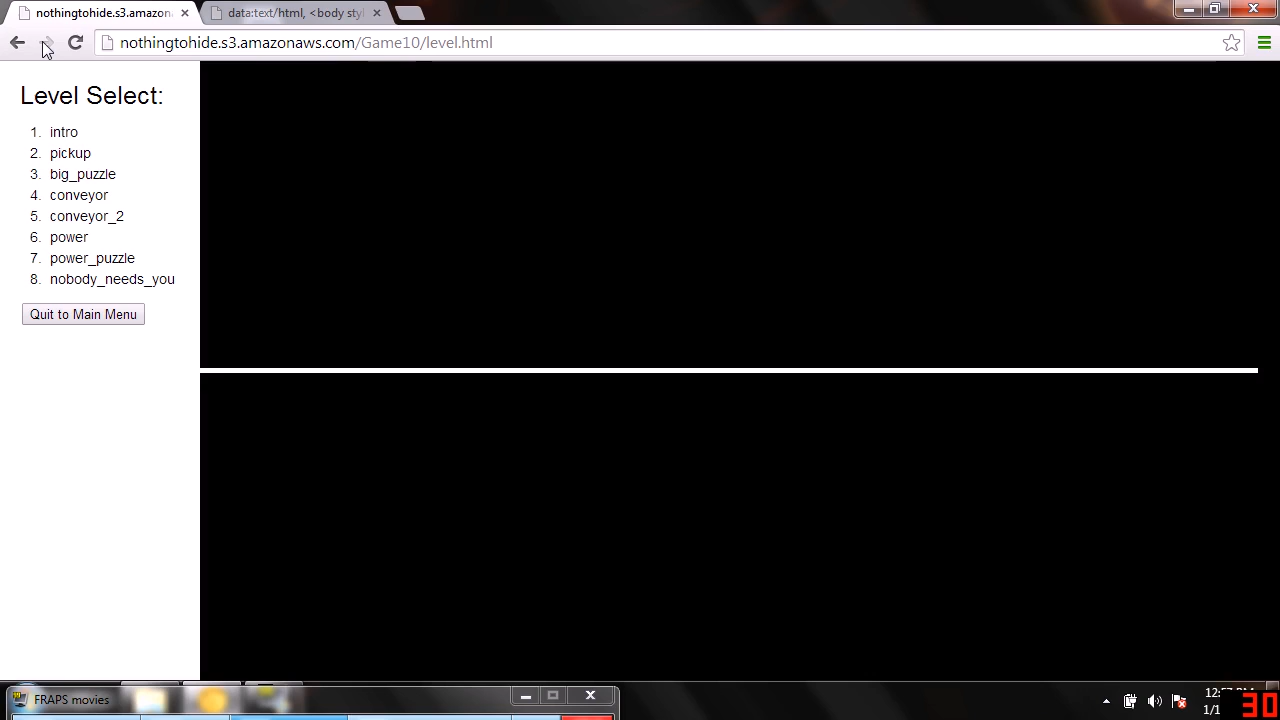 nothingtohide.s3.amazon
data:text/html, <body styl
nothingtohide.s3.amazonaws.com/Game10/level.html
Level Select:
1. intro
2. pickup
3. big_puzzle
4. conveyor
5. conveyor_2
6. power
7. power_puzzle
8. nobody_needs_you
Quit to Main Menu
FRAPS movies
30